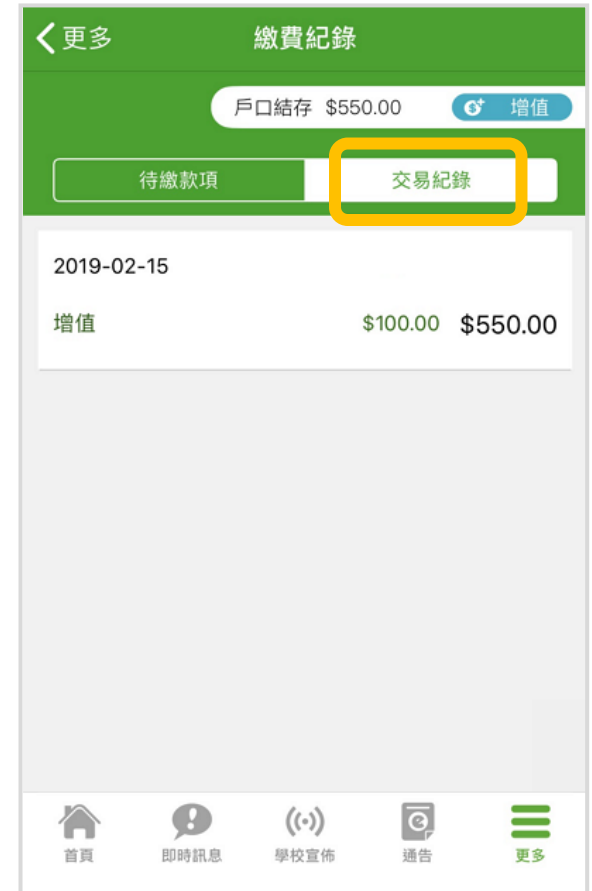 更多 繳費紀錄
戶口結存 $550.00 增值
待繳款項 交易紀錄
2019-02-15
增值 $100.00 $550.00
首頁 即時訊息 學校宣佈 通告 更多